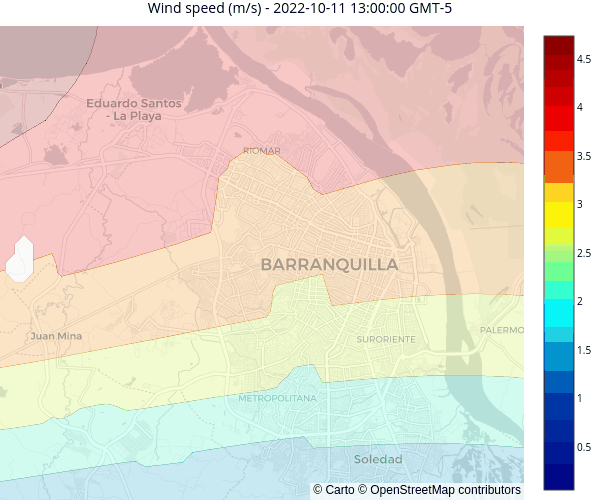 Wind speed (m/s) - 2022-10-11 13:00:00 GMT-5
4.5
Eduardo Santos
- La Playa
4
RIOMAR
3.5
3
BARRANQUILLA
2.5
2
Juan Mina
PALERMO
SURORIENTE
1.5
METROPOLITANA
1
Soledad
0.5
© Carto © OpenStreetMap contributors